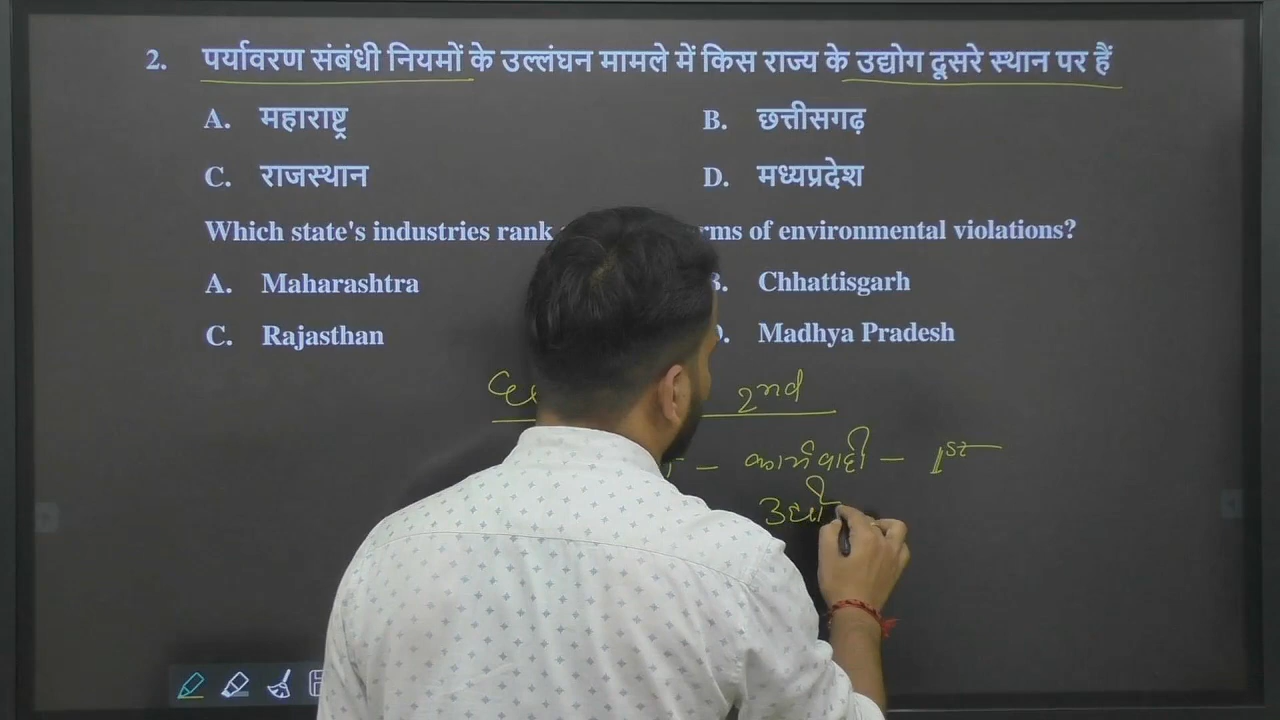 2. पर्यावरण संबंधी नियमों के उल्लंघन मामले में किस राज्य के उद्योग दूसरे स्थान पर हैं
A. महाराष्ट्र B. छत्तीसगढ़
C. राजस्थान D. मध्यप्रदेश
Which state's industries rank of environmental violations?
A. Maharashtra B. Chhattisgarh
C. Rajasthan D. Madhya Pradesh
2nd
– कार्यवाही – 1st